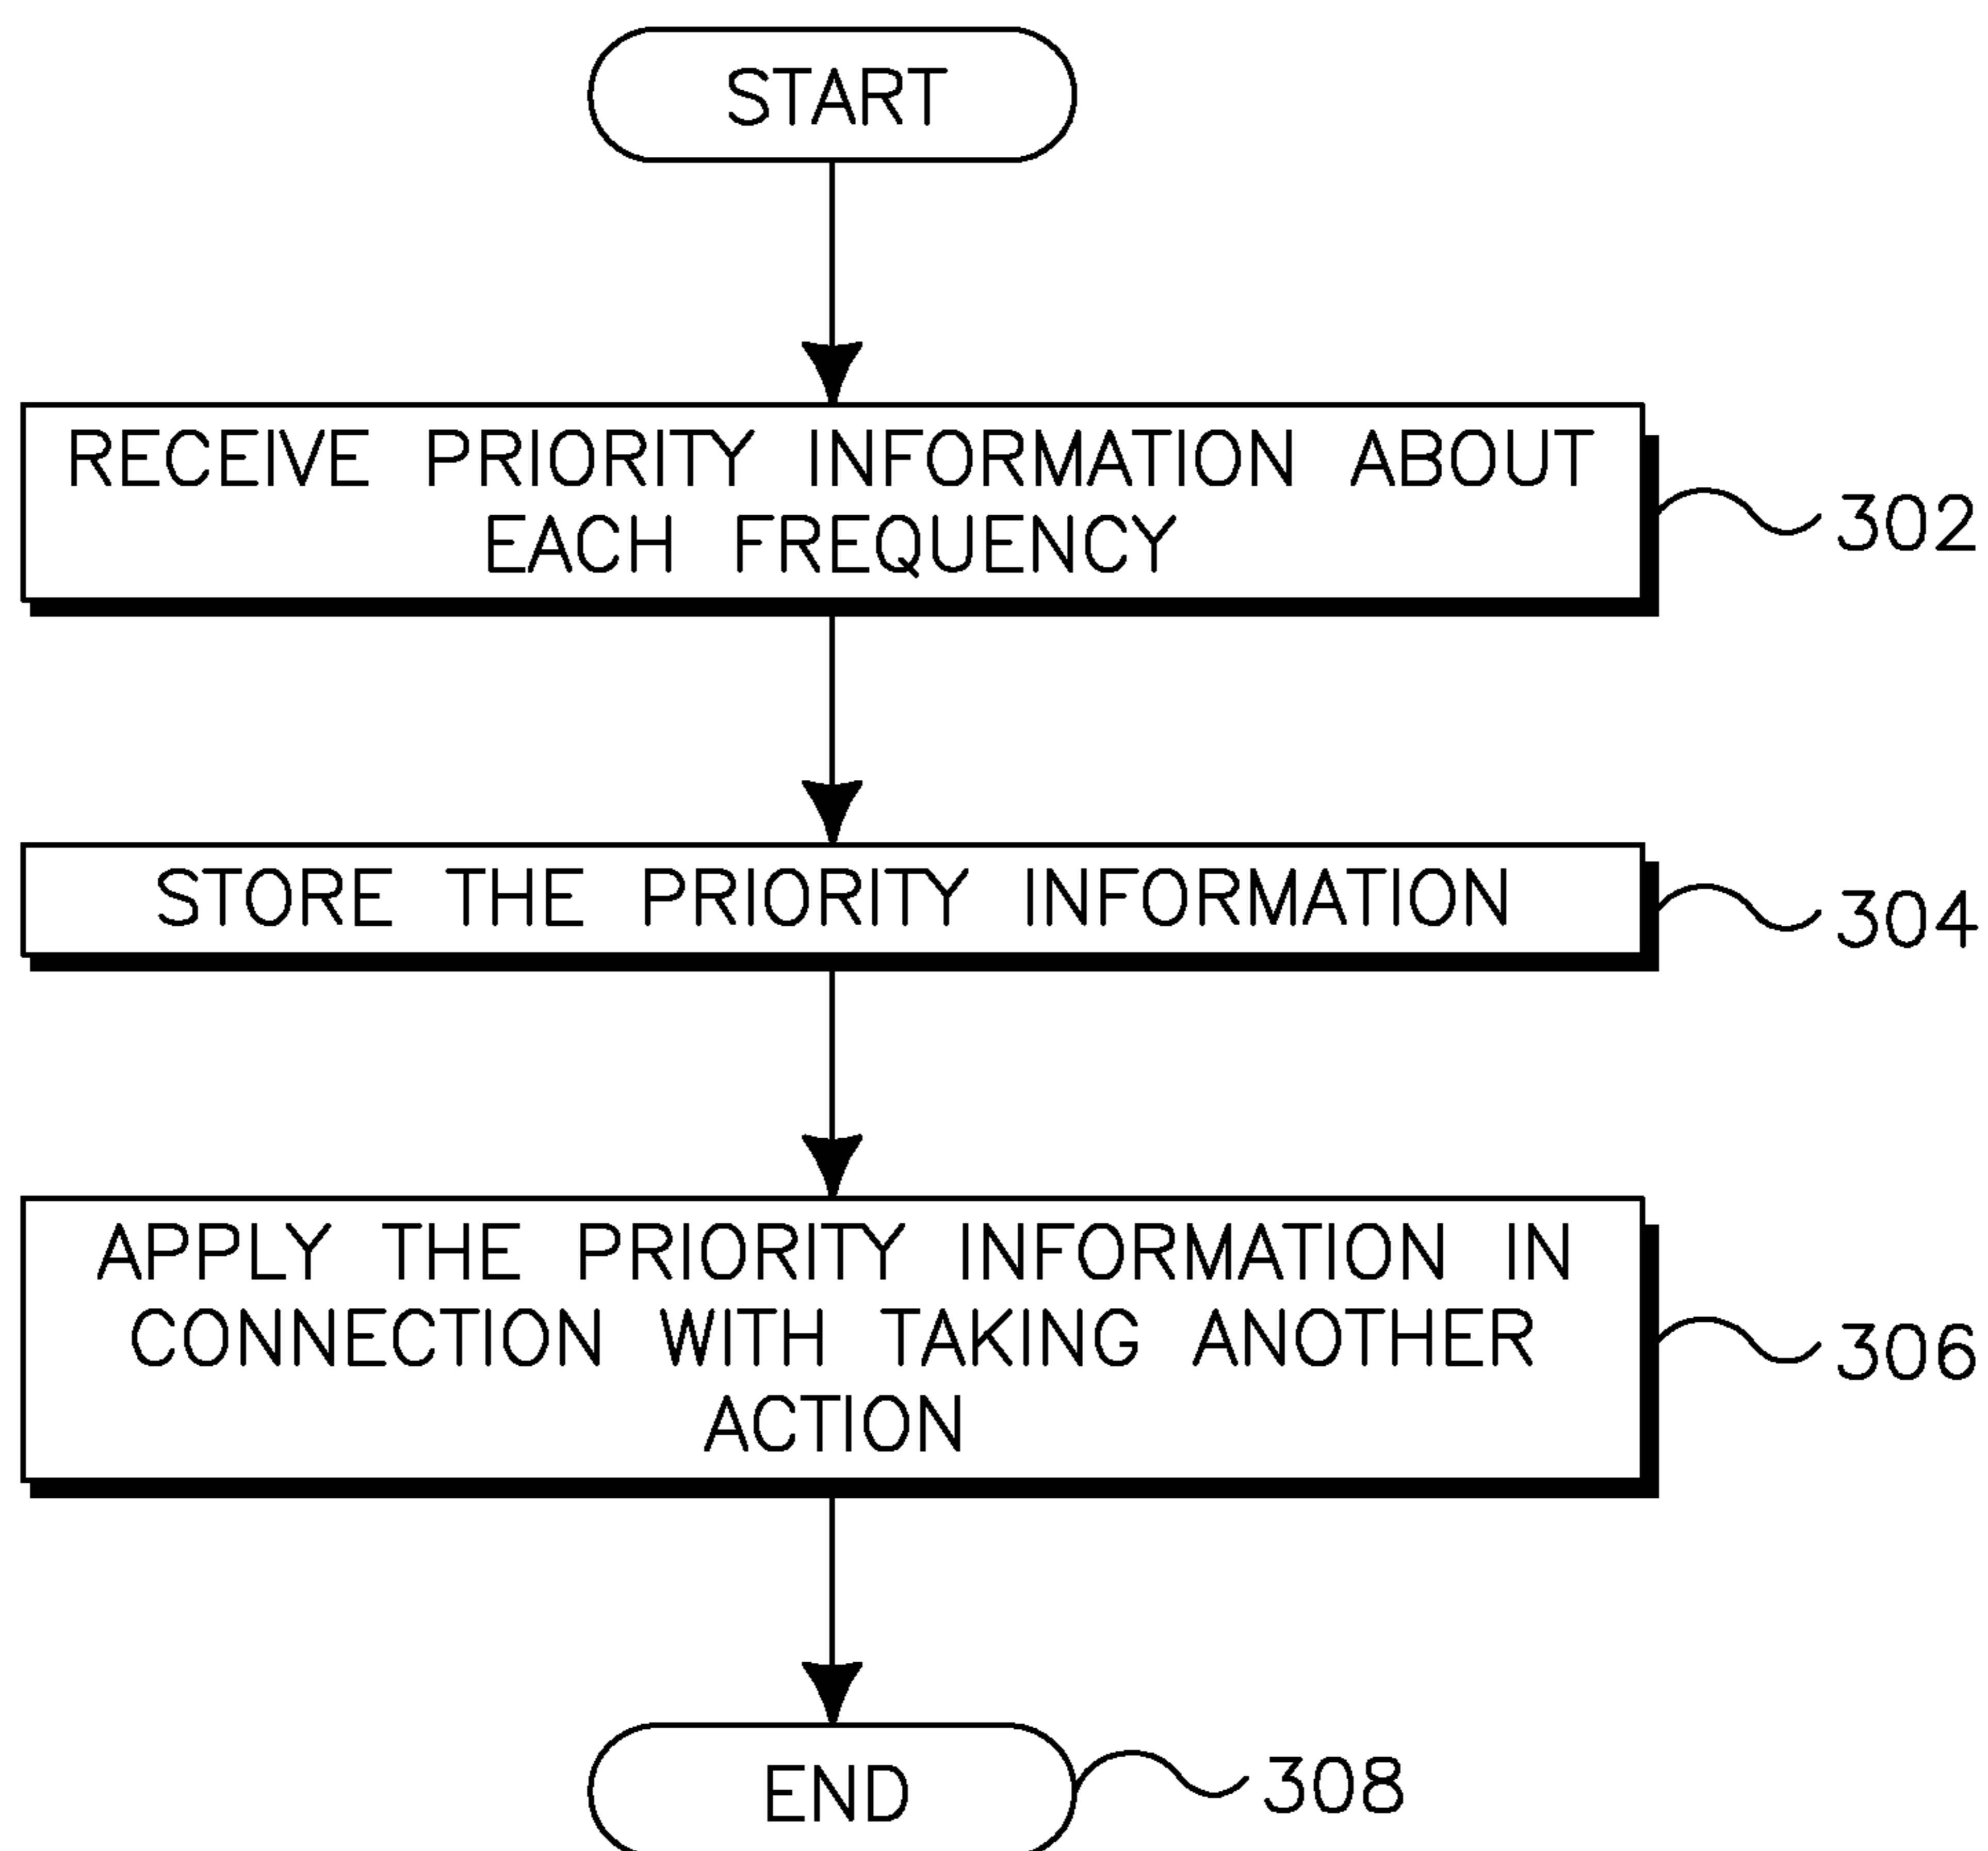 START
RECEIVE PRIORITY INFORMATION ABOUT
EACH FREQUENCY
302
STORE THE PRIORITY INFORMATION
304
APPLY THE PRIORITY INFORMATION IN
CONNECTION WITH TAKING ANOTHER
ACTION
306
END
308